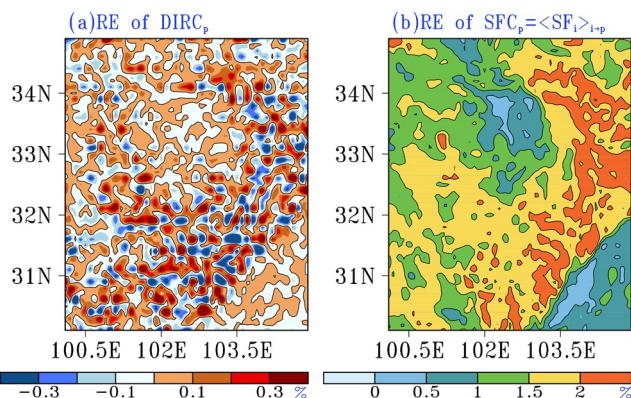 (a)RE of DIRCₚ
(b)RE of SFCₚ=<SFᵢ>ᵢ→ₚ
34N
33N
32N
31N
100.5E 102E 103.5E
34N
33N
32N
31N
100.5E 102E 103.5E
-0.3 -0.1 0.1 0.3 %
0 0.5 1 1.5 2 %